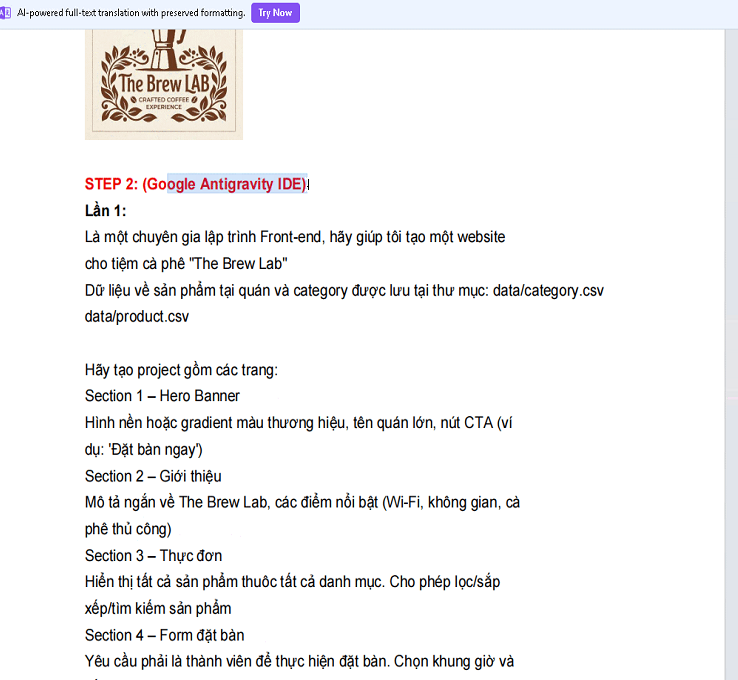 AI-powered full-text translation with preserved formatting. Try Now
The Brew LAB
CRAFTED COFFEE
EXPERIENCE
STEP 2: (Google Antigravity IDE)
Lần 1:
Là một chuyên gia lập trình Front-end, hãy giúp tôi tạo một website
cho tiệm cà phê "The Brew Lab"
Dữ liệu về sản phẩm tại quán và category được lưu tại thư mục: data/category.csv
data/product.csv
Hãy tạo project gồm các trang:
Section 1 – Hero Banner
Hình nền hoặc gradient màu thương hiệu, tên quán lớn, nút CTA (ví
dụ: 'Đặt bàn ngay')
Section 2 – Giới thiệu
Mô tả ngắn về The Brew Lab, các điểm nổi bật (Wi-Fi, không gian, cà
phê thủ công)
Section 3 – Thực đơn
Hiển thị tất cả sản phẩm thuôc tất cả danh mục. Cho phép lọc/sắp
xếp/tìm kiếm sản phẩm
Section 4 – Form đặt bàn
Yêu cầu phải là thành viên để thực hiện đặt bàn. Chọn khung giờ và